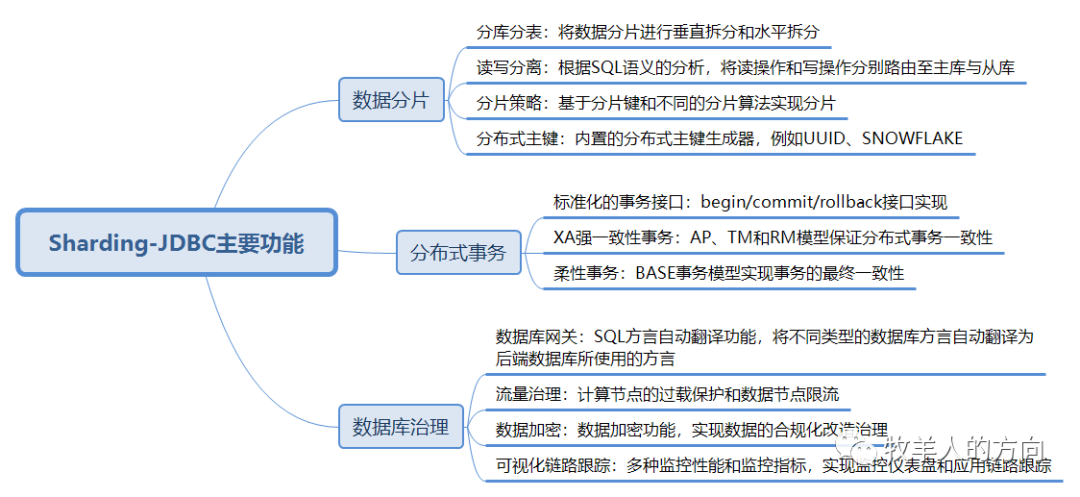 Sharding-JDBC主要功能
数据分片
分库分表：将数据分片进行垂直拆分和水平拆分
读写分离：根据SQL语义的分析，将读操作和写操作分别路由至主库与从库
分片策略：基于分片键和不同的分片算法实现分片
分布式主键：内置的分布式主键生成器，例如UUID、SNOWFLAKE
分布式事务
标准化的事务接口：begin/commit/rollback接口实现
XA强一致性事务：AP、TM和RM模型保证分布式事务一致性
柔性事务：BASE事务模型实现事务的最终一致性
数据库治理
数据库网关：SQL方言自动翻译功能，将不同类型的数据库方言自动翻译为
后端数据库所使用的方言
流量治理：计算节点的过载保护和数据节点限流
数据加密：数据加密功能，实现数据的合规化改造治理
可视化链路跟踪：多种监控性能和监控指标，实现监控仪表盘和应用链路跟踪
牧羊人的方向